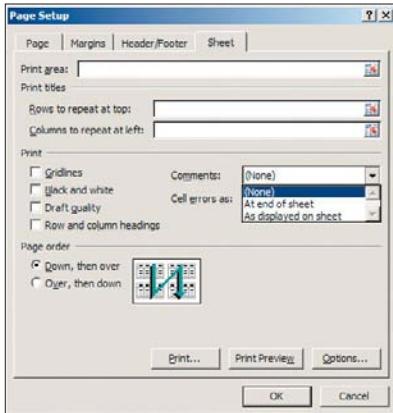 Page Setup
Page Margins Header/Footer Sheet
Print area:
Print titles
Rows to repeat at top:
Columns to repeat at left:
Print
Gridlines
Comments: (None)
Black and white
(None)
Draft quality
Cell errors as: At end of sheet
Row and column headings
As displayed on sheet
Page order
Down, then over
Over, then down
Print... Print Preview Options...
OK Cancel